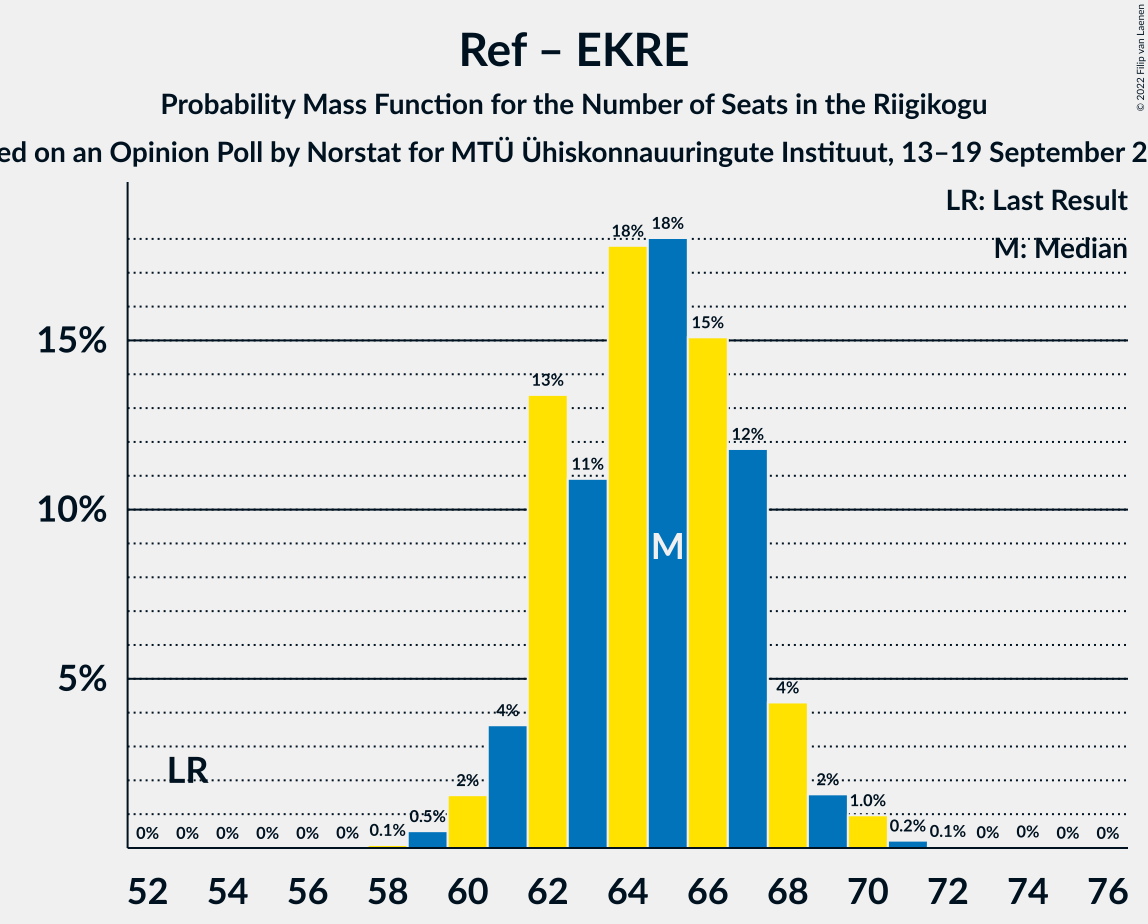 Ref – EKRE
Probability Mass Function for the Number of Seats in the Riigikogu
ed on an Opinion Poll by Norstat for MTÜ Ühiskonnauuringute Instituut, 13–19 September 2
© 2022 Filip van Laenen
LR: Last Result
M: Median
18% 18%
15%
15%
13%
12%
11%
10%
M
5%
4%
4%
LR
2%
2%
1.0%
0.5%
0% 0% 0% 0% 0% 0% 0.1% 0.2% 0.1% 0% 0% 0% 0%
52 54 56 58 60 62 64 66 68 70 72 74 76